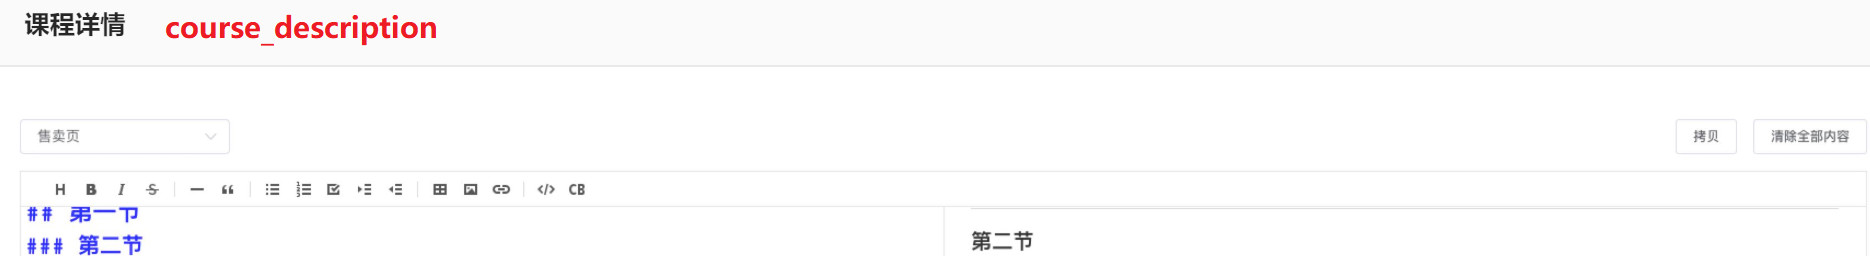 课程详情 course_description
售卖页 拷贝 清除全部内容
H B I S — “ </> CB
## 第一节
### 第二节 第二节